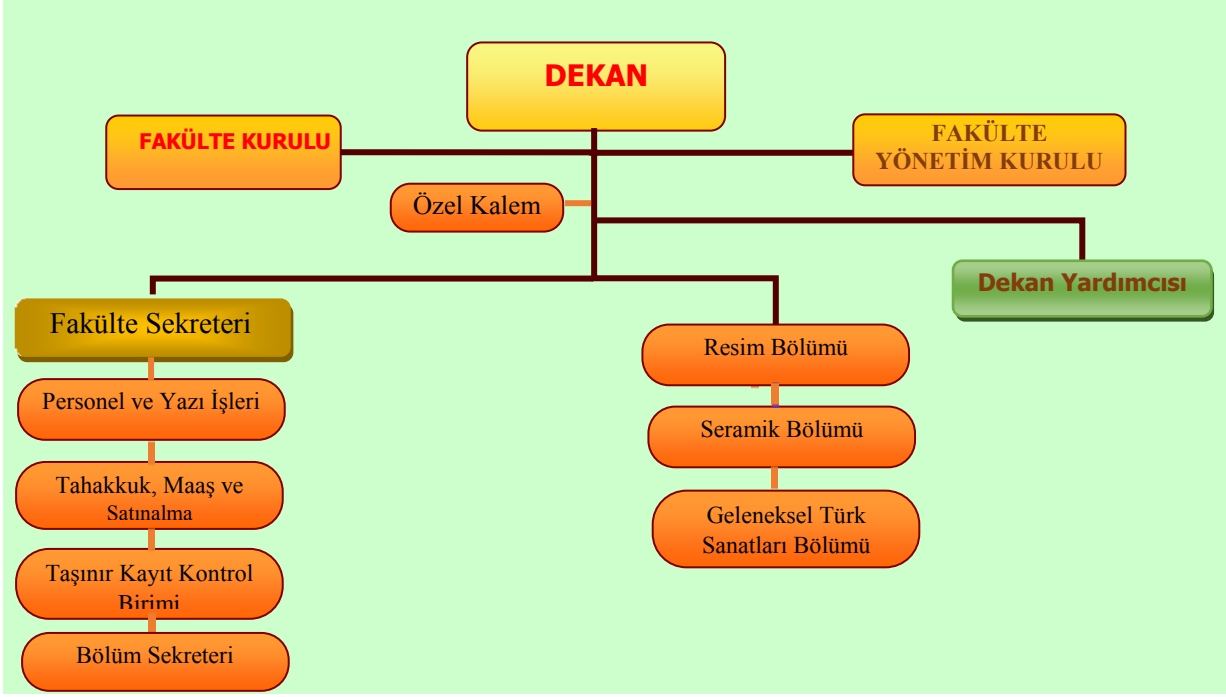 DEKAN
FAKÜLTE KURULU
FAKÜLTE
YÖNETİM KURULU
Özel Kalem
Dekan Yardımcısı
Fakülte Sekreteri
Personel ve Yazı İşleri
Tahakkuk, Maaş ve
Satınalma
Taşınır Kayıt Kontrol
Birimi
Bölüm Sekreteri
Resim Bölümü
Seramik Bölümü
Geleneksel Türk
Sanatları Bölümü